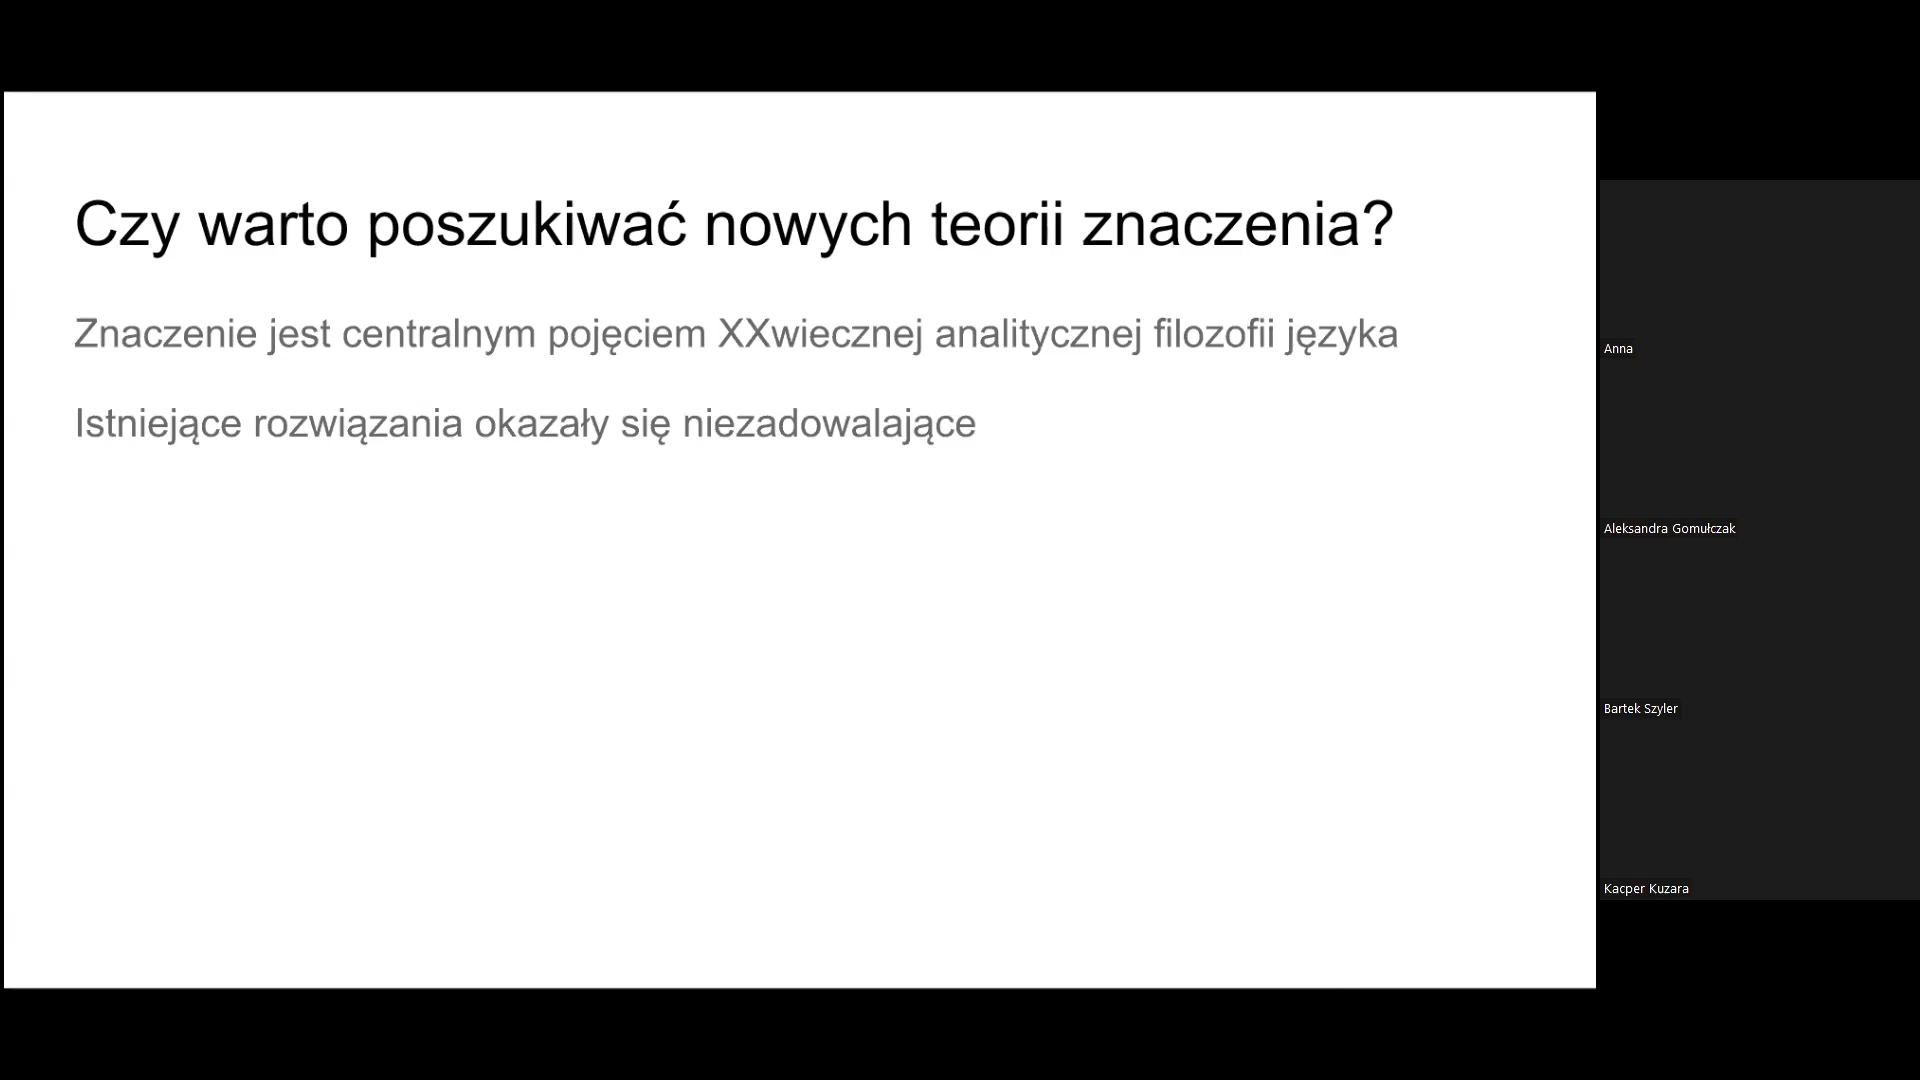 Czy warto poszukiwać nowych teorii znaczenia?
Znaczenie jest centralnym pojęciem XXwiecznej analitycznej filozofii języka
Istniejące rozwiązania okazały się niezadowalające
Anna
Aleksandra Gomułczak
Bartek Szyler
Kacper Kuzara